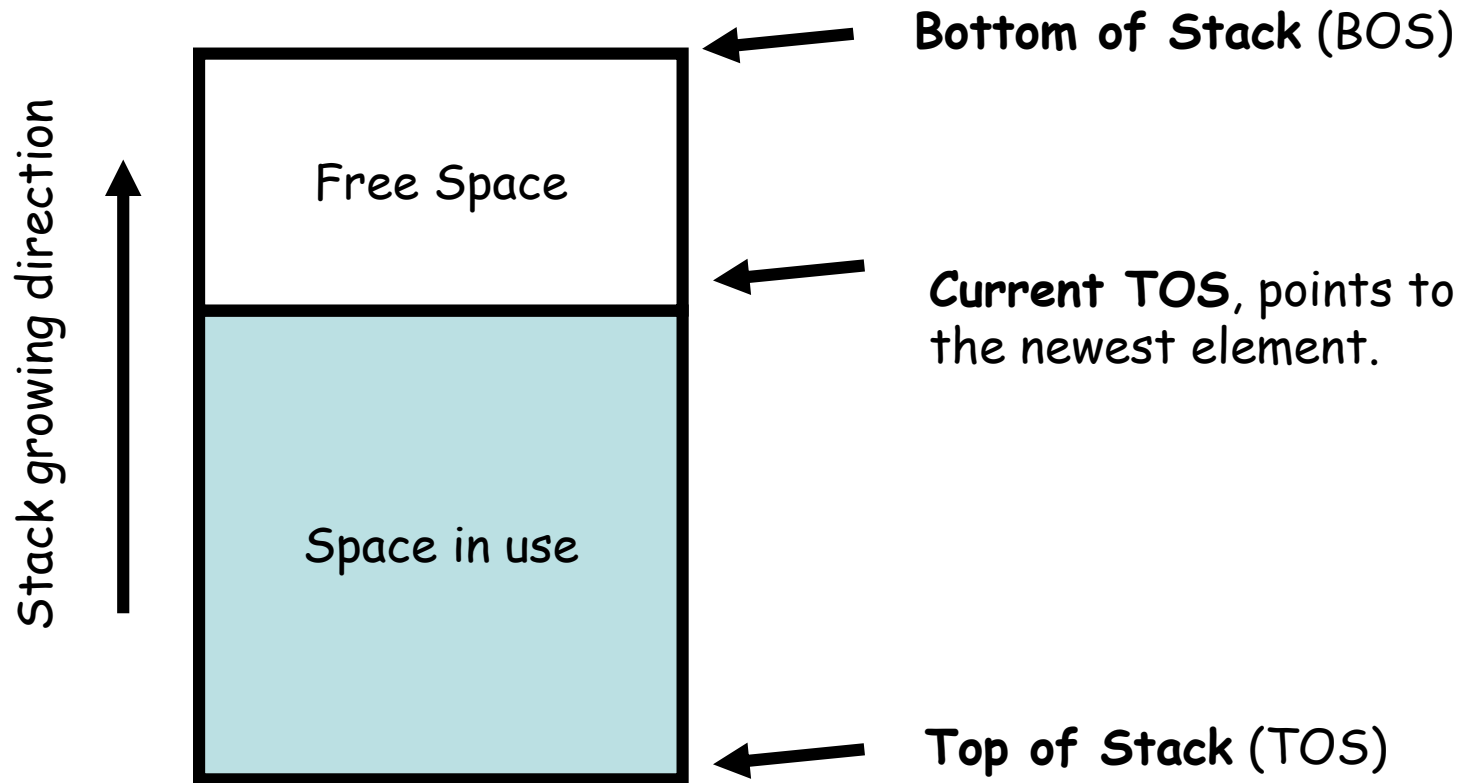 Bottom of Stack (BOS)
Stack growing direction
Free Space
Current TOS, points to
the newest element.
Space in use
Top of Stack (TOS)